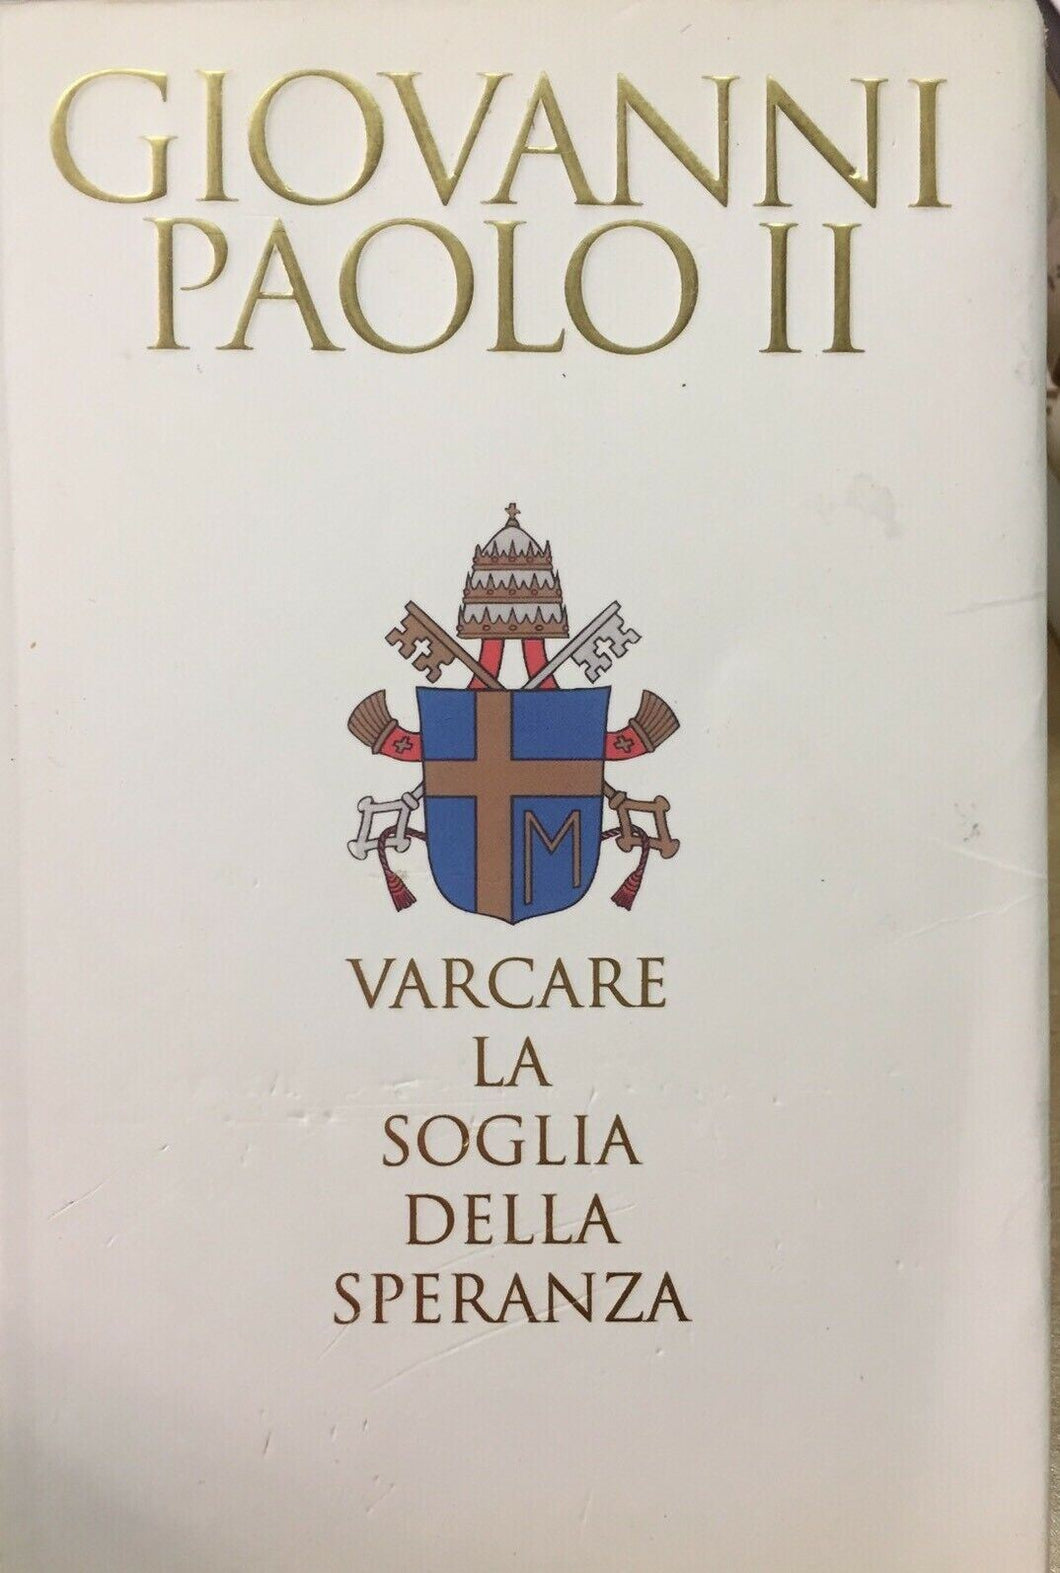 GIOVANNI
PAOLO II
M
VARCARE
LA
SOGLIA
DELLA
SPERANZA